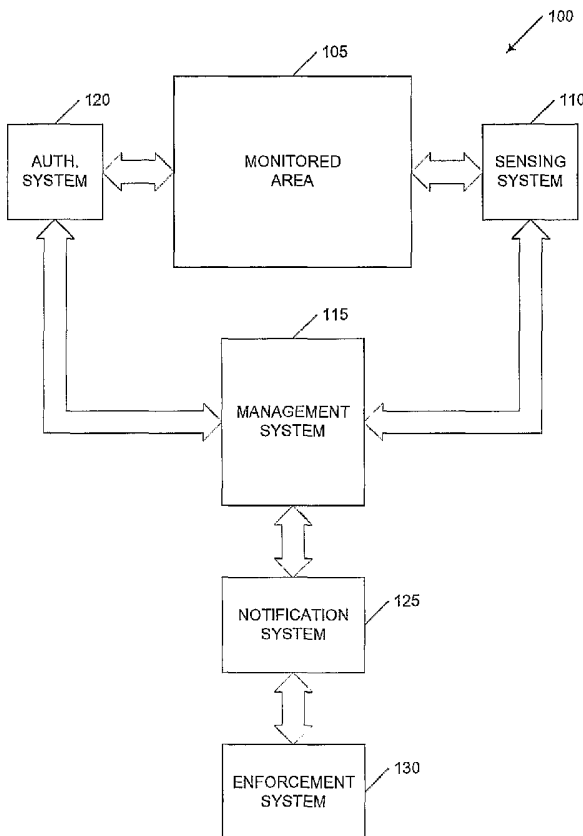 100
105
120
110
AUTH.
SYSTEM
MONITORED
AREA
SENSING
SYSTEM
115
MANAGEMENT
SYSTEM
125
NOTIFICATION
SYSTEM
ENFORCEMENT
SYSTEM
130